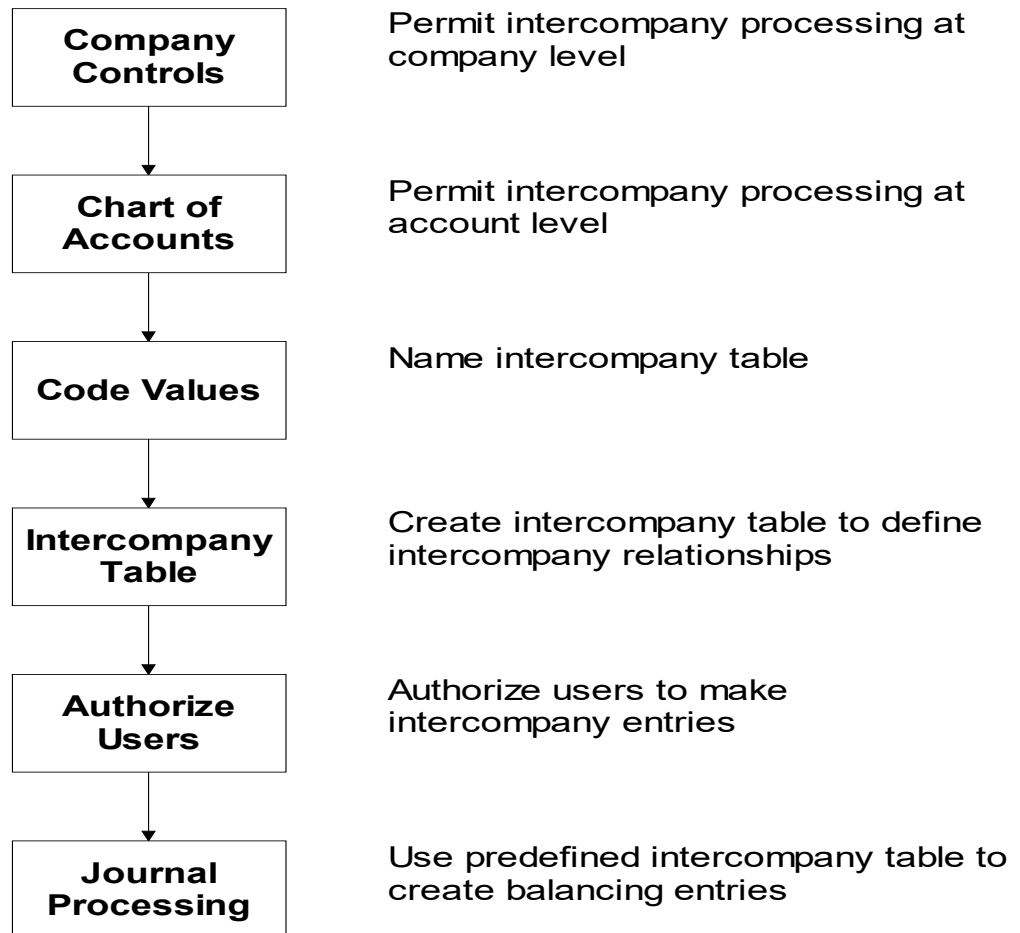 Company
Controls
Permit intercompany processing at
company level
Chart of
Accounts
Permit intercompany processing at
account level
Code Values
Name intercompany table
Intercompany
Table
Create intercompany table to define
intercompany relationships
Authorize
Users
Authorize users to make
intercompany entries
Journal
Processing
Use predefined intercompany table to
create balancing entries